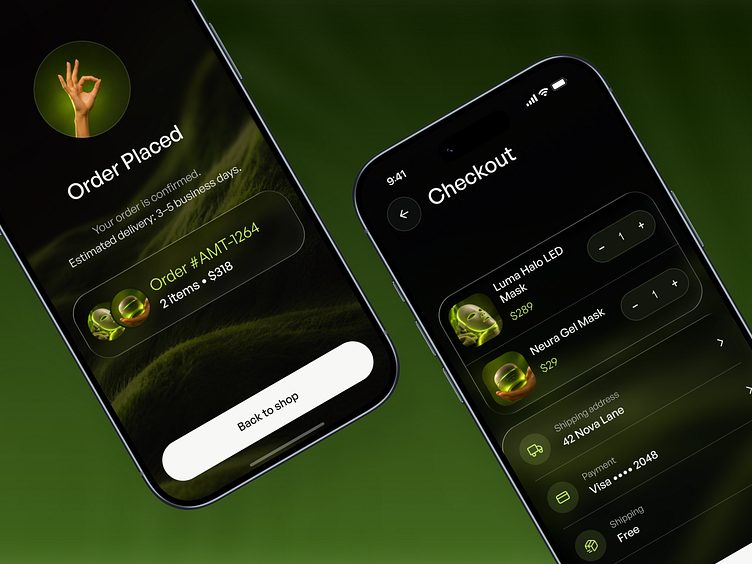 Order Placed
Your order is confirmed.
Estimated delivery: 3-5 business days.
Order #AMT-1264
2 items • $318
Back to shop
9:41
Checkout
Luma Halo LED
Mask
$289
− 1 +
Neura Gel Mask
$29
− 1 +
Shipping address
42 Nova Lane
Payment
Visa •••• 2048
Shipping
Free